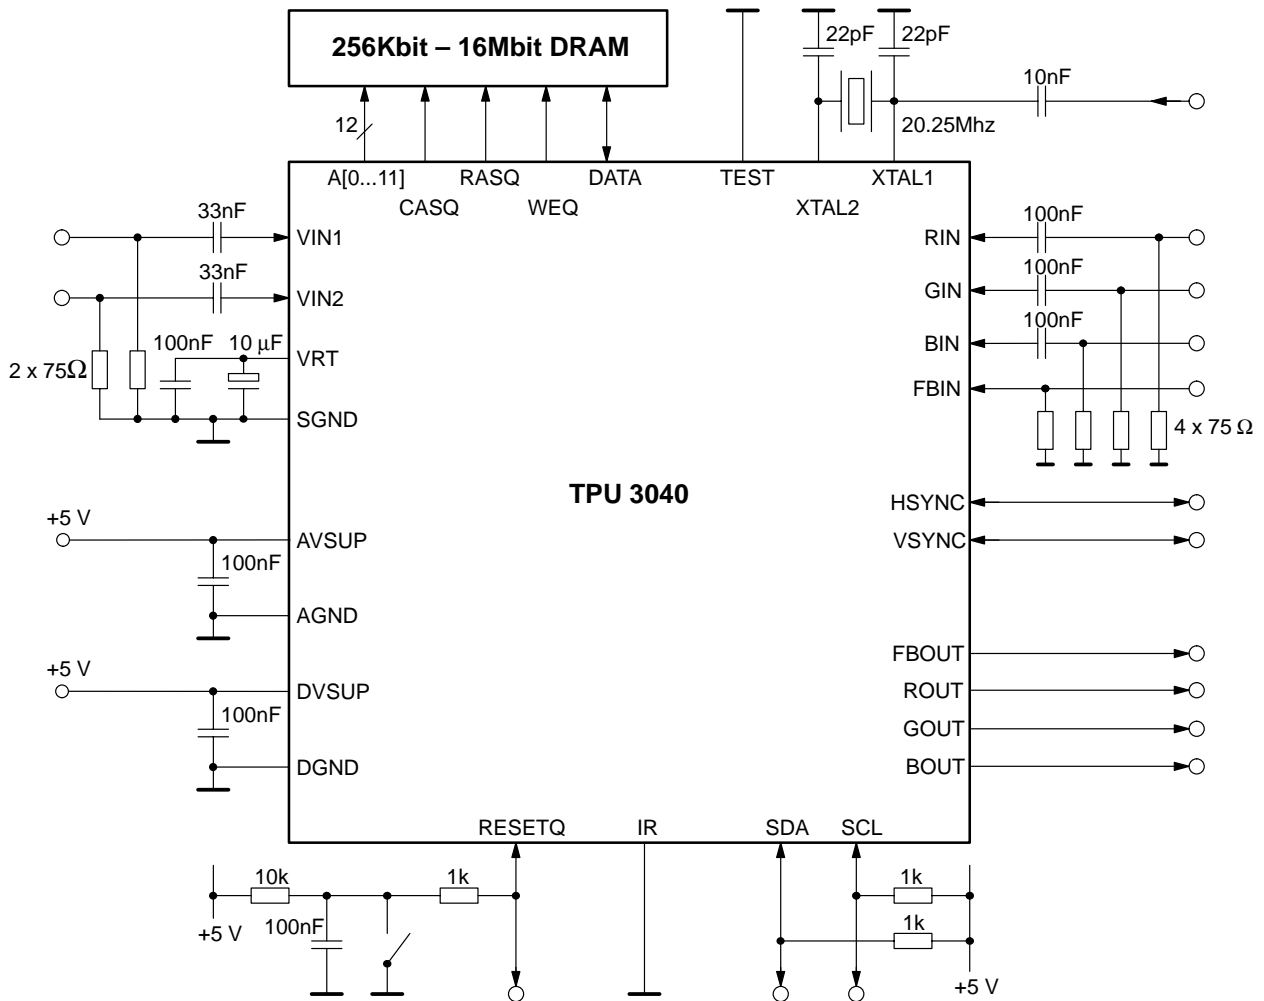 256Kbit – 16Mbit DRAM
22pF 22pF
10nF
12
20.25Mhz
A[0...11] RASQ DATA TEST XTAL1
CASQ WEQ XTAL2
33nF
VIN1
33nF
VIN2
100nF 10 µF
VRT
2 x 75Ω
SGND
100nF
RIN
100nF
GIN
100nF
BIN
FBIN
4 x 75 Ω
TPU 3040
HSYNC
VSYNC
+5 V
AVSUP
100nF
AGND
+5 V
DVSUP
100nF
DGND
FBOUT
ROUT
GOUT
BOUT
RESETQ IR SDA SCL
10k 1k 1k
+5 V 100nF 1k
+5 V